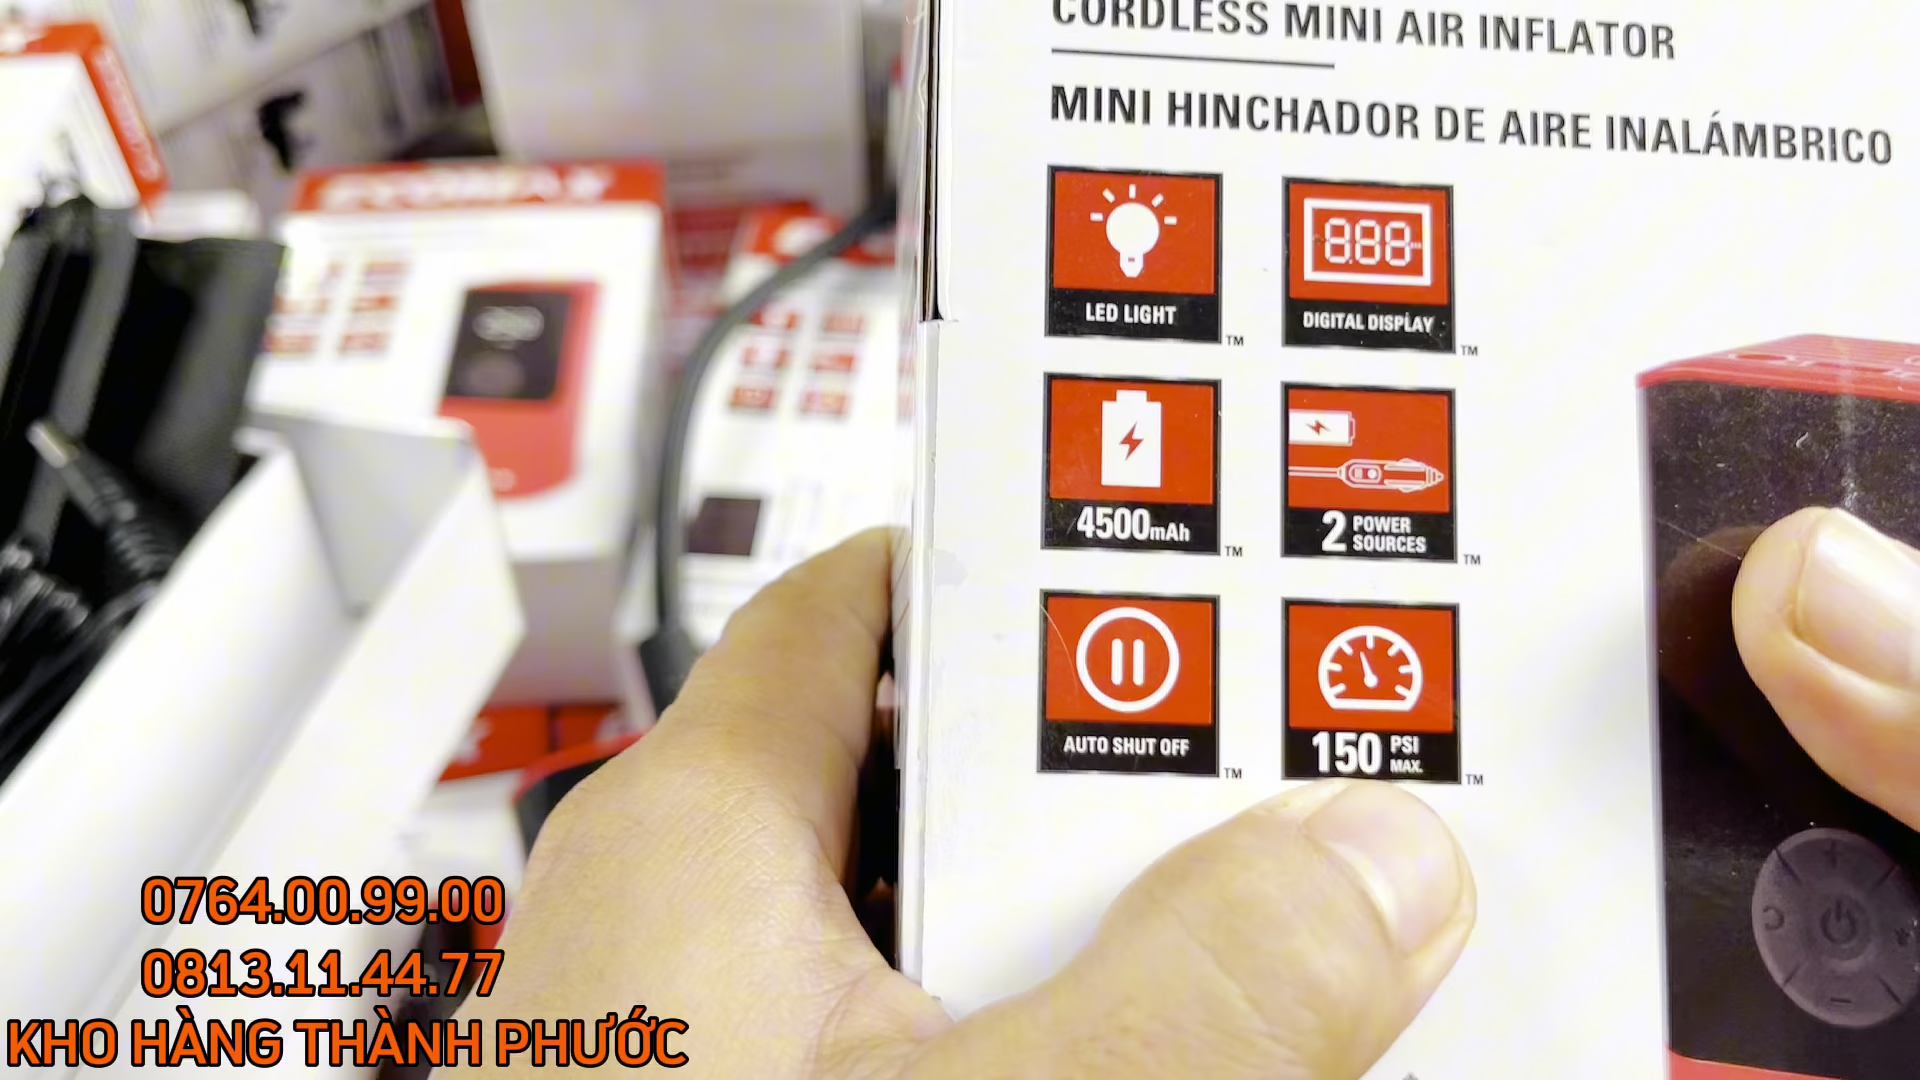 CORDLESS MINI AIR INFLATOR
MINI HINCHADOR DE AIRE INALÁMBRICO
LED LIGHT
TM
8.88
DIGITAL DISPLAY
TM
4500mAh
TM
2 POWER SOURCES
TM
AUTO SHUT OFF
TM
150 PSI MAX.
TM
0764.00.99.00
0813.11.44.77
KHO HÀNG THÀNH PHƯỚC